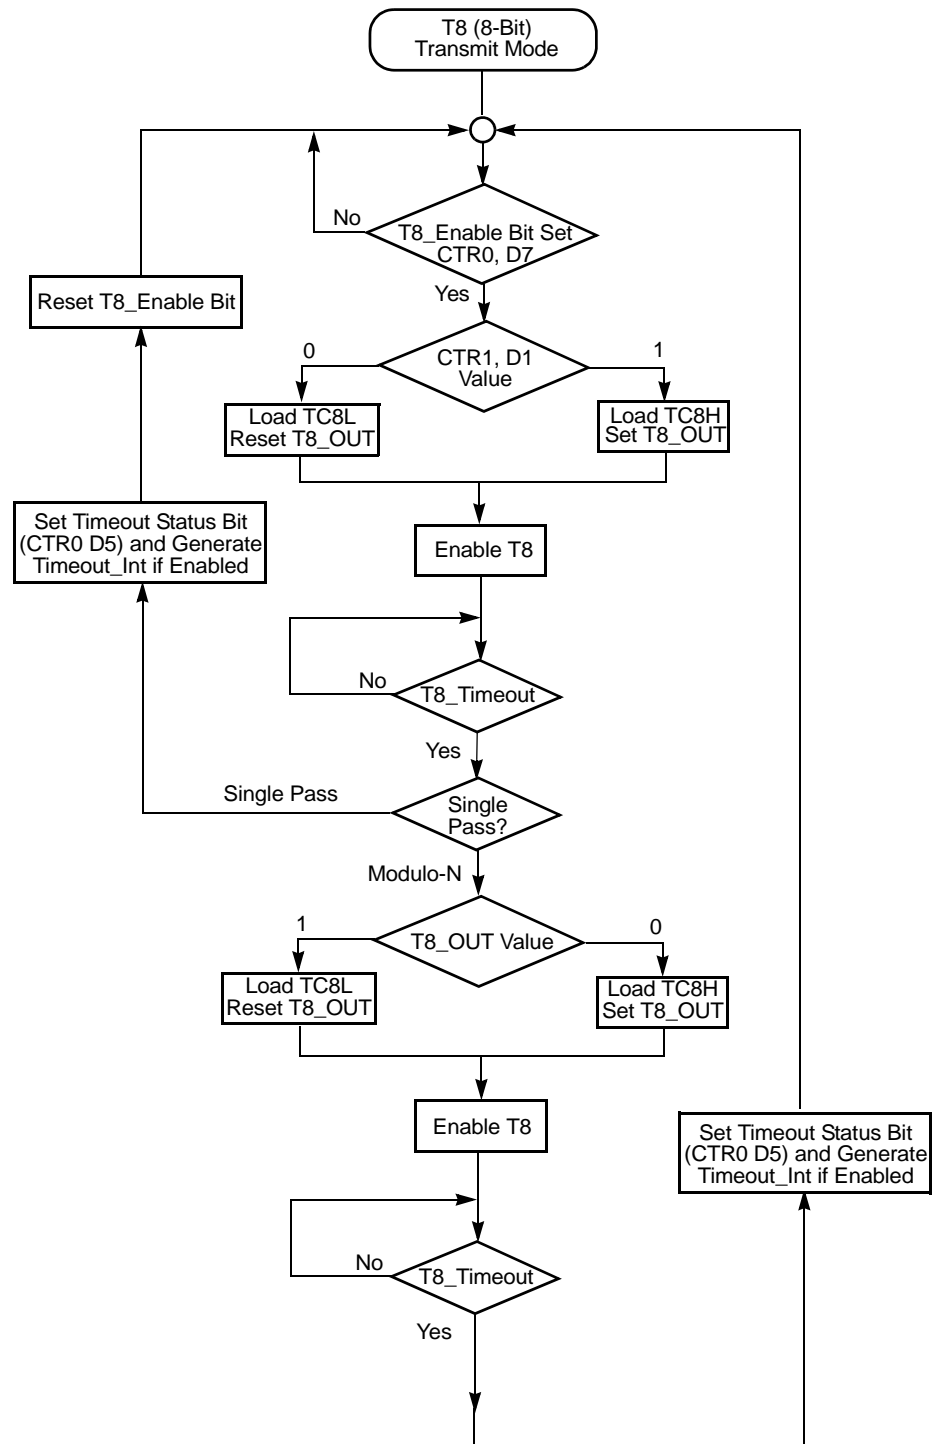 T8 (8-Bit)
Transmit Mode
No
T8_Enable Bit Set
CTR0, D7
Yes
Reset T8_Enable Bit
0
CTR1, D1
Value
1
Load TC8L
Reset T8_OUT
Load TC8H
Set T8_OUT
Set Timeout Status Bit
(CTR0 D5) and Generate
Timeout_Int if Enabled
Enable T8
No
T8_Timeout
Yes
Single Pass
Single
Pass?
Modulo-N
1
T8_OUT Value
0
Load TC8L
Reset T8_OUT
Load TC8H
Set T8_OUT
Enable T8
Set Timeout Status Bit
(CTR0 D5) and Generate
Timeout_Int if Enabled
No
T8_Timeout
Yes